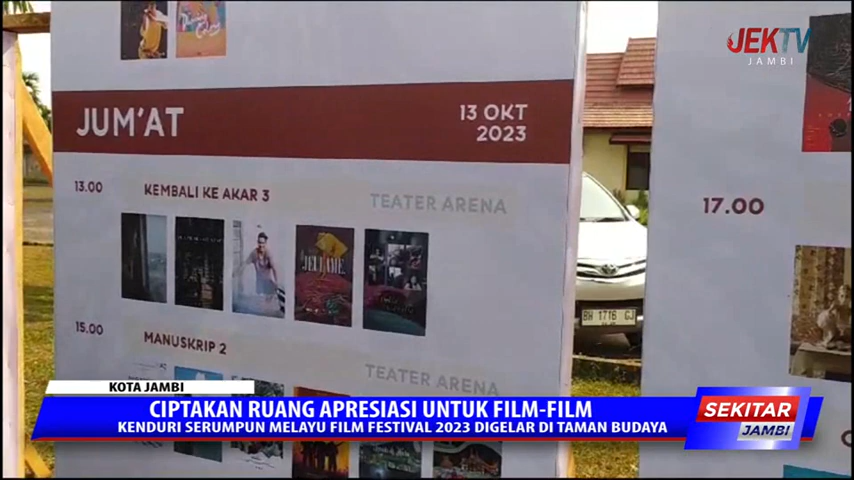 JEKTV
JAMBI
JUM'AT
13 OKT
2023
13.00
KEMBALI KE AKAR 3
TEATER ARENA
17.00
JELLAME
15.00
MANUSKRIP 2
TEATER ARENA
BH 1716 GJ
KOTA JAMBI
CIPTAKAN RUANG APRESIASI UNTUK FILM-FILM
KENDURI SERUMPUN MELAYU FILM FESTIVAL 2023 DIGELAR DI TAMAN BUDAYA
SEKITAR
JAMBI